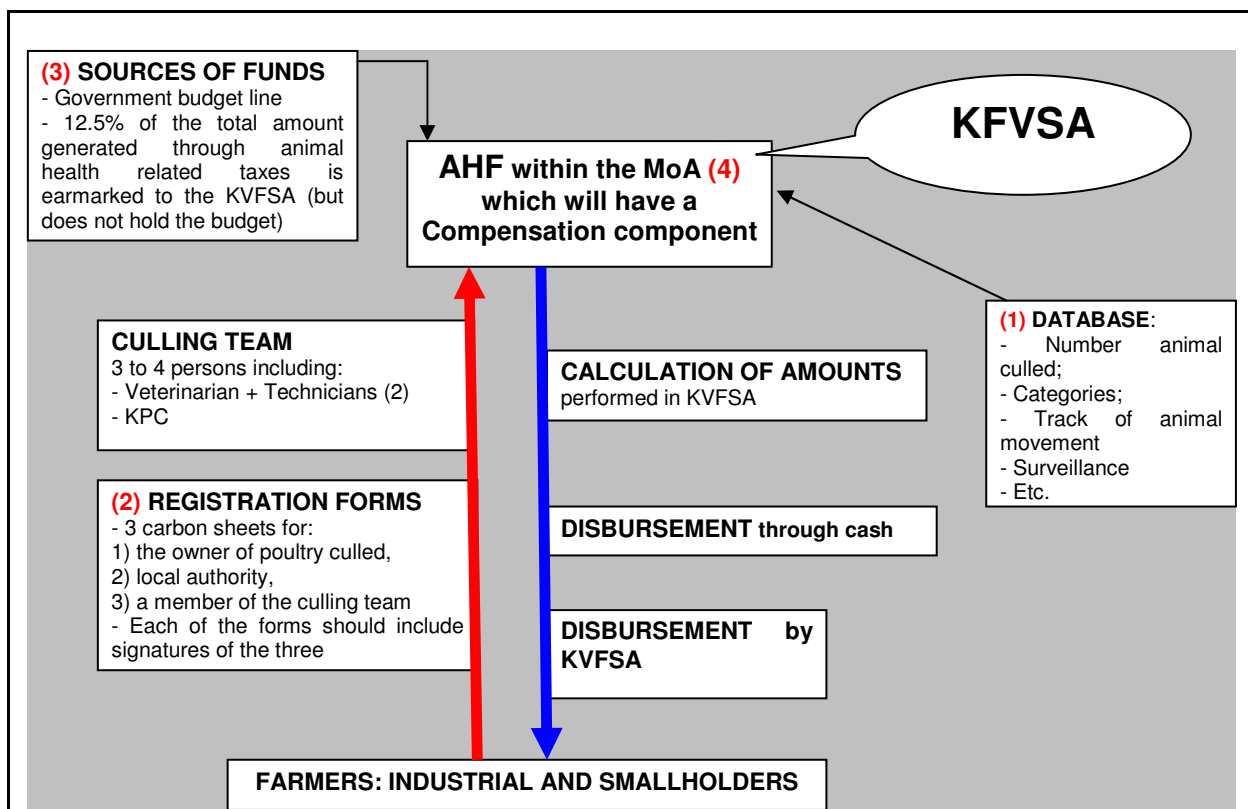 (3) SOURCES OF FUNDS
- Government budget line
- 12.5% of the total amount
generated through animal
health related taxes is
earmarked to the KVFSA (but
does not hold the budget)
KFVSA
AHF within the MoA (4)
which will have a
Compensation component
(1) DATABASE:
- Number animal
culled;
- Categories;
- Track of animal
movement
- Surveillance
- Etc.
CULLING TEAM
3 to 4 persons including:
- Veterinarian + Technicians (2)
- KPC
CALCULATION OF AMOUNTS
performed in KVFSA
(2) REGISTRATION FORMS
- 3 carbon sheets for:
1) the owner of poultry culled,
2) local authority,
3) a member of the culling team
- Each of the forms should include
signatures of the three
DISBURSEMENT through cash
DISBURSEMENT by
KVFSA
FARMERS: INDUSTRIAL AND SMALLHOLDERS